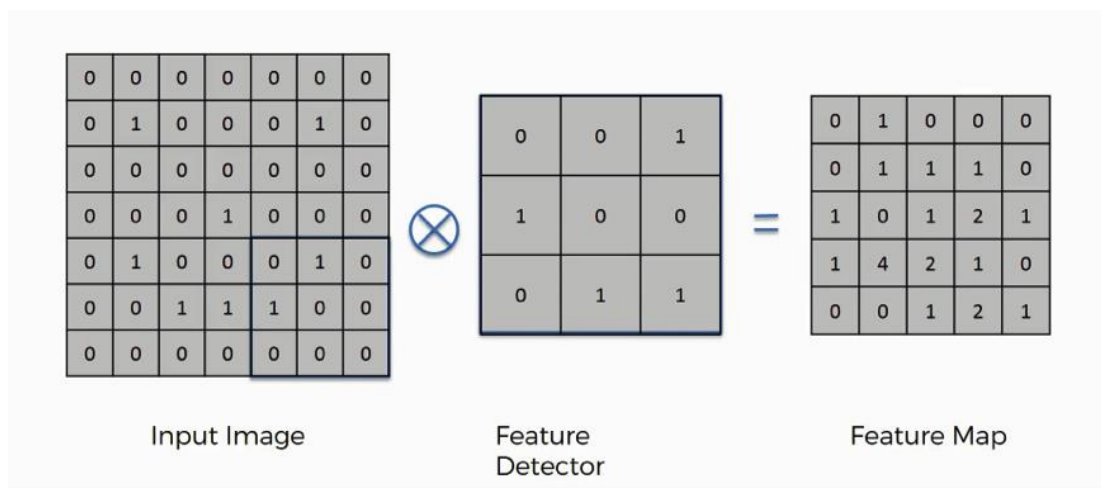 0 0 0 0 0 0 0
0 1 0 0 0 1 0
0 0 0 0 0 0 0
0 0 0 1 0 0 0
0 1 0 0 0 1 0
0 0 1 1 1 0 0
0 0 0 0 0 0 0
Input Image
0 0 1
1 0 0
0 1 1
Feature
Detector
=
0 1 0 0 0
0 1 1 1 0
1 0 1 2 1
1 4 2 1 0
0 0 1 2 1
Feature Map